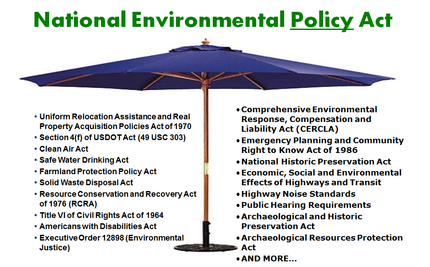 National Environmental Policy Act
• Uniform Relocation Assistance and Real
Property Acquisition Policies Act of 1970
• Section 4(f) of USDOT Act (49 USC 303)
• Clean Air Act
• Safe Water Drinking Act
• Farmland Protection Policy Act
• Solid Waste Disposal Act
• Resource Conservation and Recovery Act
of 1976 (RCRA)
• Title VI of Civil Rights Act of 1964
• Americans with Disabilities Act
• Executive Order 12898 (Environmental
Justice)
• Comprehensive Environmental
Response, Compensation and
Liability Act (CERCLA)
• Emergency Planning and Community
Right to Know Act of 1986
• National Historic Preservation Act
• Economic, Social and Environmental
Effects of Highways and Transit
• Highway Noise Standards
• Public Hearing Requirements
• Archaeological and Historic
Preservation Act
• Archaeological Resources Protection
Act
• AND MORE...